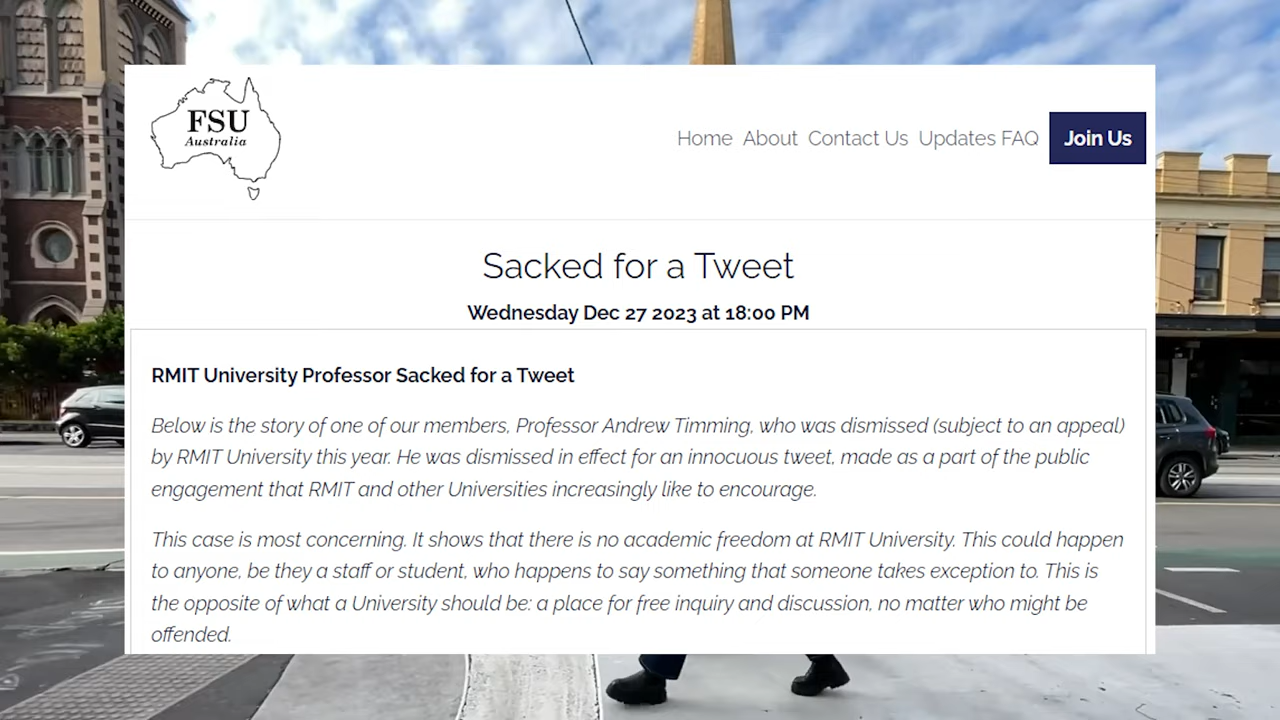 FSU
Australia
Home About Contact Us Updates FAQ Join Us
Sacked for a Tweet
Wednesday Dec 27 2023 at 18:00 PM
RMIT University Professor Sacked for a Tweet
Below is the story of one of our members, Professor Andrew Timming, who was dismissed (subject to an appeal)
by RMIT University this year. He was dismissed in effect for an innocuous tweet, made as a part of the public
engagement that RMIT and other Universities increasingly like to encourage.
This case is most concerning. It shows that there is no academic freedom at RMIT University. This could happen
to anyone, be they a staff or student, who happens to say something that someone takes exception to. This is
the opposite of what a University should be: a place for free inquiry and discussion, no matter who might be
offended.